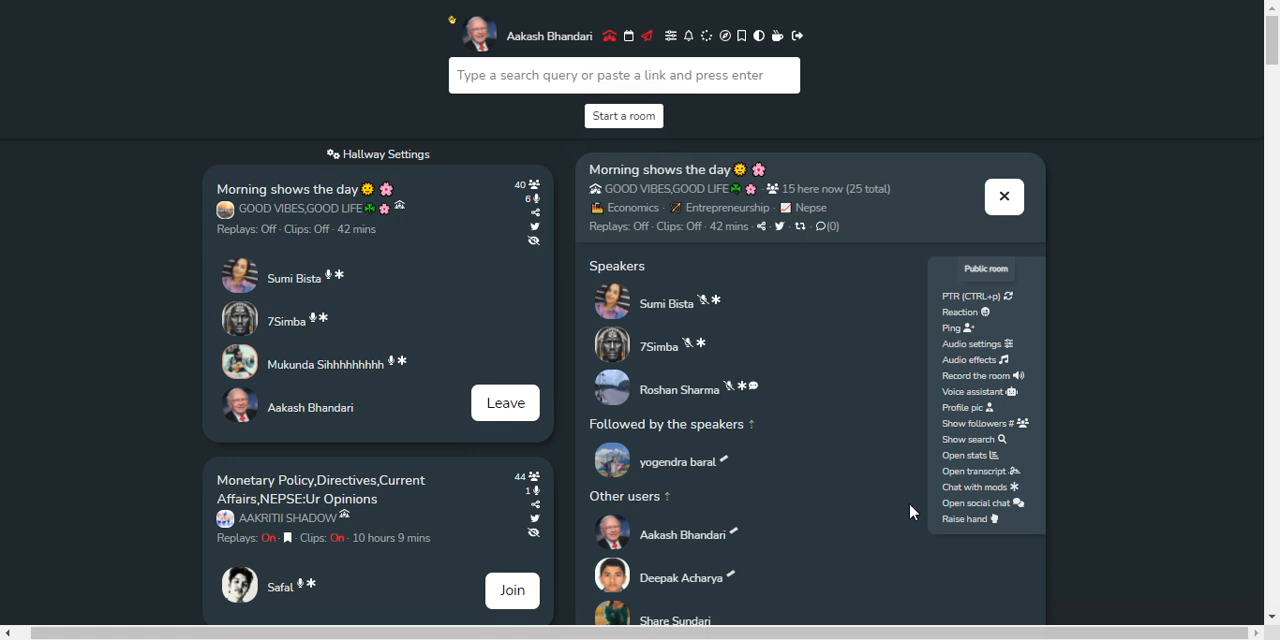 Aakash Bhandari
Type a search query or paste a link and press enter
Start a room
Hallway Settings
Morning shows the day🌞 🌸
GOOD VIBES,GOOD LIFE☘️ 🌸
Replays: Off · Clips: Off · 42 mins
40
6
Sumi Bista
7Simba
Mukunda Sihhhhhhhhh
Aakash Bhandari
Leave
Monetary Policy,Directives,Current
Affairs,NEPSE:Ur Opinions
AAKRITII SHADOW
Replays: On · Clips: On · 10 hours 9 mins
44
1
Safal
Join
Morning shows the day🌞 🌸
GOOD VIBES,GOOD LIFE☘️ 🌸 · 15 here now (25 total)
Economics · Entrepreneurship · Nepse
Replays: Off · Clips: Off · 42 mins · (0)
Speakers
Sumi Bista
7Simba
Roshan Sharma
Followed by the speakers ↑
yogendra baral
Other users ↑
Aakash Bhandari
Deepak Acharya
Share Sundari
Public room
PTR (CTRL+p)
Reaction
Ping
Audio settings
Audio effects
Record the room
Voice assistant
Profile pic
Show followers #
Show search
Open stats
Open transcript
Chat with mods
Open social chat
Raise hand